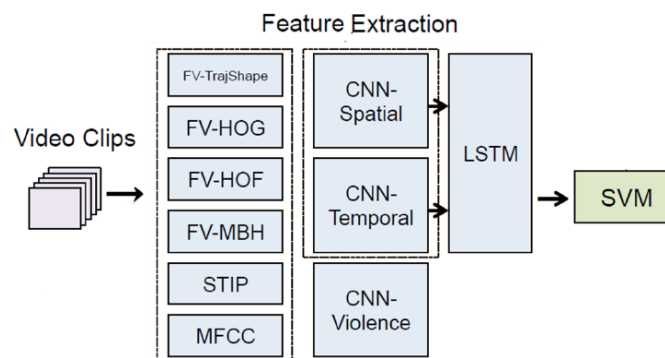 Feature Extraction
Video Clips
FV-TrajShape
FV-HOG
FV-HOF
FV-MBH
STIP
MFCC
CNN-
Spatial
CNN-
Temporal
CNN-
Violence
LSTM
SVM